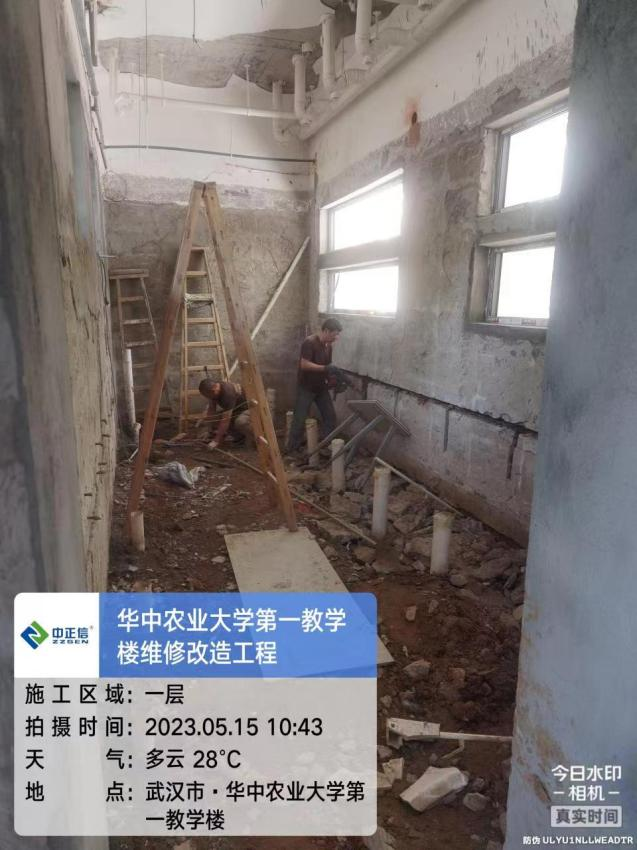 中正信®
ZZSEN
华中农业大学第一教学
楼维修改造工程
施工区域：一层
拍摄时间：2023.05.15 10:43
天气：多云 28℃
地点：武汉市·华中农业大学第
一教学楼
今日水印
相机
真实时间
防伪 ULYU1NLLWEADTR